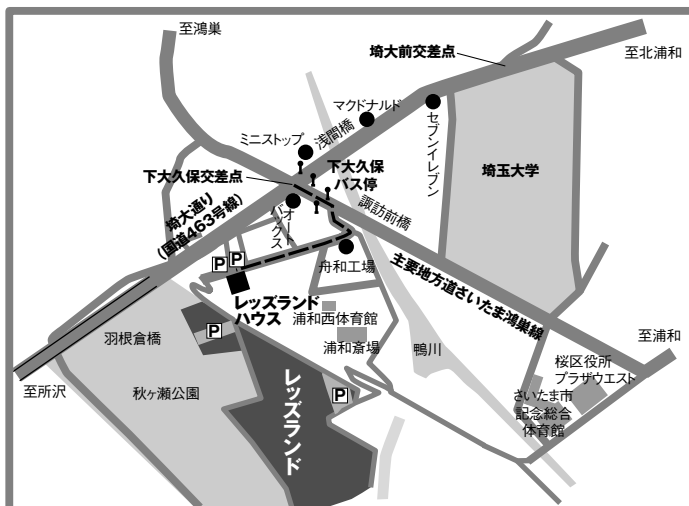 至鴻巣
埼大前交差点
至北浦和
マクドナルド
ミニストップ
浅間橋
セブンイレブン
下大久保交差点
下大久保
バス停
埼玉大学
埼大通り
(国道463号線)
オート
バックス
諏訪前橋
P
P
舟和工場
主要地方道さいたま鴻巣線
レッズランド
ハウス
浦和西体育館
羽根倉橋
P
浦和斎場
鴨川
至浦和
桜区役所
プラザウエスト
至所沢
秋ヶ瀬公園
レッズランド
P
さいたま市
記念総合
体育館